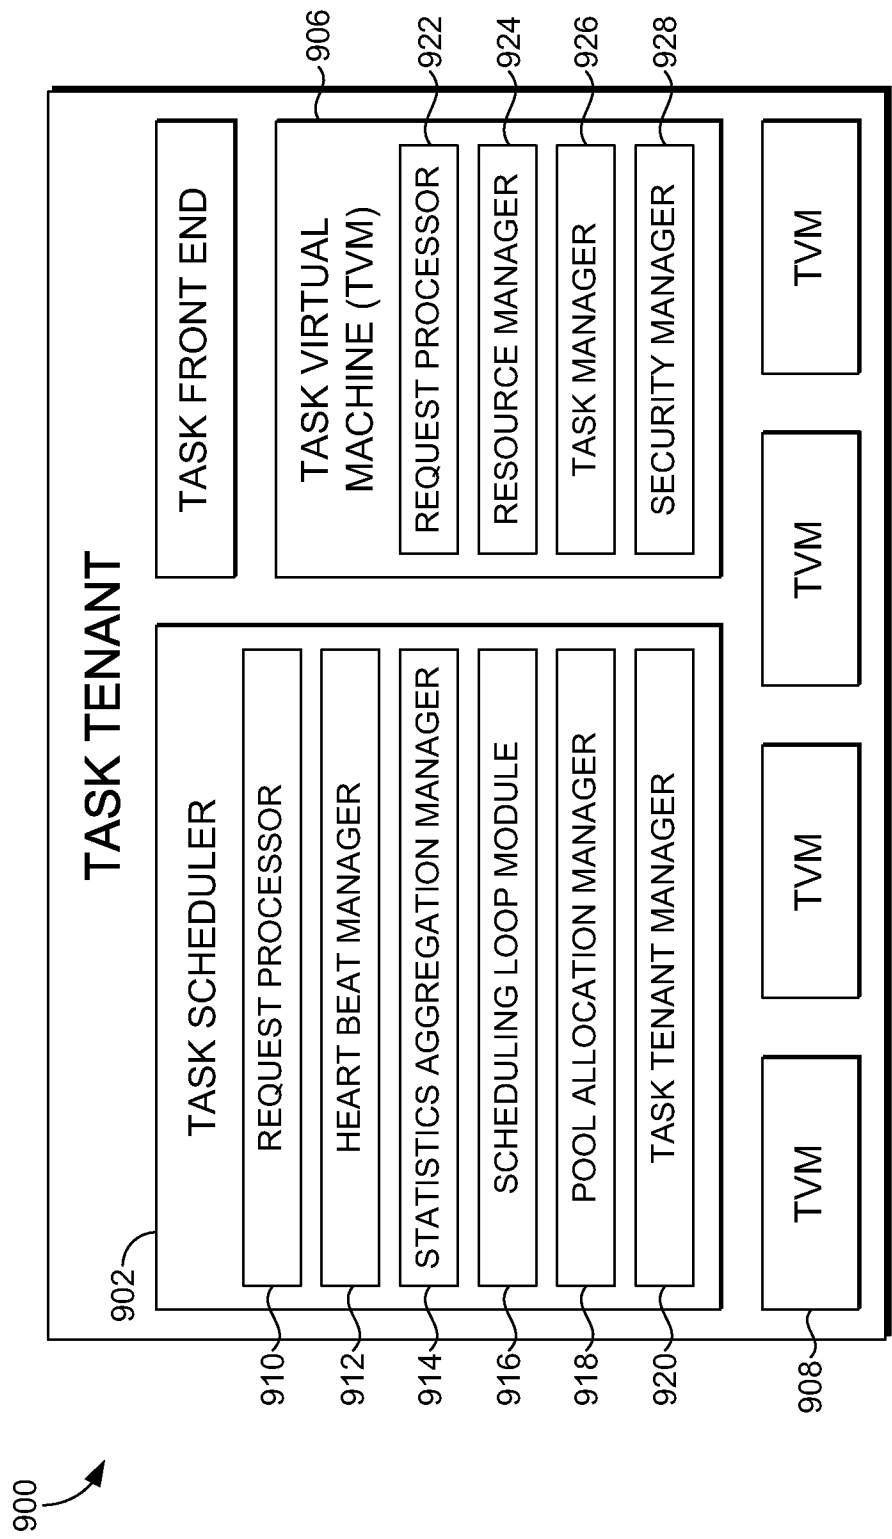 900
TASK TENANT
902
TASK SCHEDULER
910
REQUEST PROCESSOR
912
HEART BEAT MANAGER
914
STATISTICS AGGREGATION MANAGER
916
SCHEDULING LOOP MODULE
918
POOL ALLOCATION MANAGER
920
TASK TENANT MANAGER
TASK FRONT END
906
TASK VIRTUAL
MACHINE (TVM)
REQUEST PROCESSOR
922
RESOURCE MANAGER
924
TASK MANAGER
926
SECURITY MANAGER
928
908
TVM
TVM
TVM
TVM